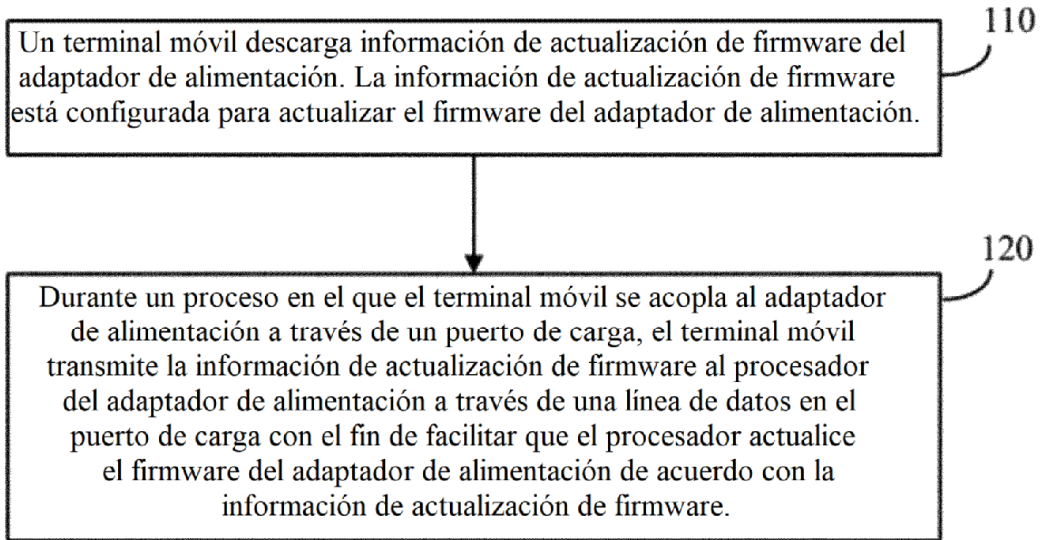 110
Un terminal móvil descarga información de actualización de firmware del
adaptador de alimentación. La información de actualización de firmware
está configurada para actualizar el firmware del adaptador de alimentación.
120
Durante un proceso en el que el terminal móvil se acopla al adaptador
de alimentación a través de un puerto de carga, el terminal móvil
transmite la información de actualización de firmware al procesador
del adaptador de alimentación a través de una línea de datos en el
puerto de carga con el fin de facilitar que el procesador actualice
el firmware del adaptador de alimentación de acuerdo con la
información de actualización de firmware.